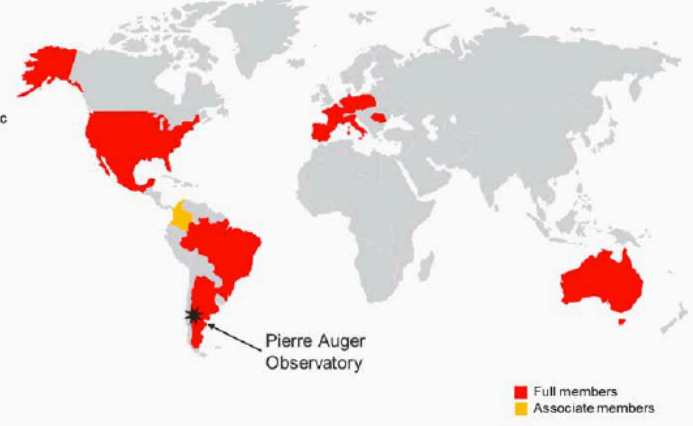 c
Pierre Auger
Observatory
Full members
Associate members